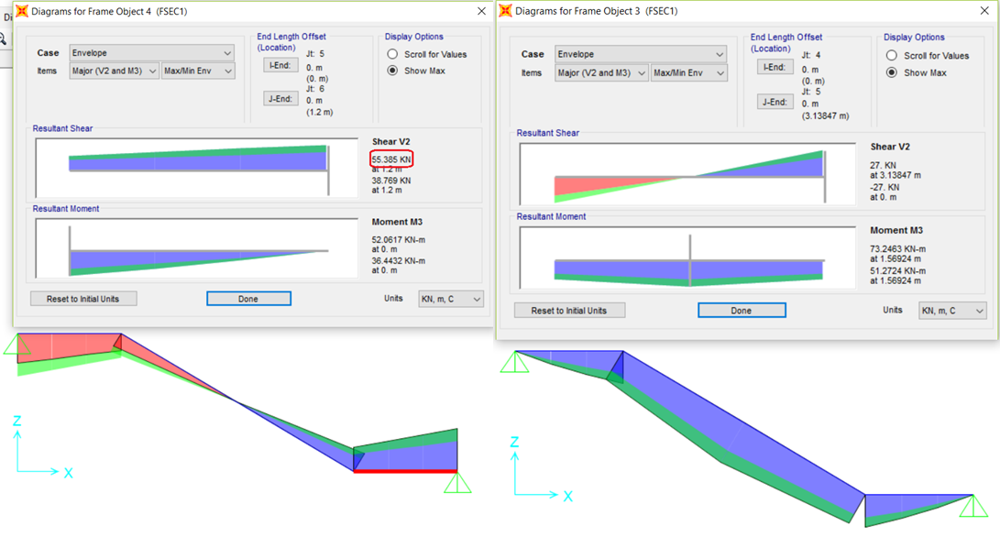 Di
Diagrams for Frame Object 4 (FSEC1)
Case Envelope
Items Major (V2 and M3) Max/Min Env
End Length Offset
(Location)
I-End: Jt: 5
0. m
(0. m)
J-End: Jt: 6
0. m
(1.2 m)
Display Options
Scroll for Values
Show Max
Resultant Shear
Shear V2
55.385 KN
at 1.2 m
38.769 KN
at 1.2 m
Resultant Moment
Moment M3
52.0617 KN-m
at 0. m
36.4432 KN-m
at 0. m
Reset to Initial Units Done Units KN, m, C
Diagrams for Frame Object 3 (FSEC1)
Case Envelope
Items Major (V2 and M3) Max/Min Env
End Length Offset
(Location)
I-End: Jt: 4
0. m
(0. m)
J-End: Jt: 5
0. m
(3.13847 m)
Display Options
Scroll for Values
Show Max
Resultant Shear
Shear V2
27. KN
at 3.13847 m
-27. KN
at 0. m
Resultant Moment
Moment M3
73.2463 KN-m
at 1.56924 m
51.2724 KN-m
at 1.56924 m
Reset to Initial Units Done Units KN, m, C
Z
X
Z
X